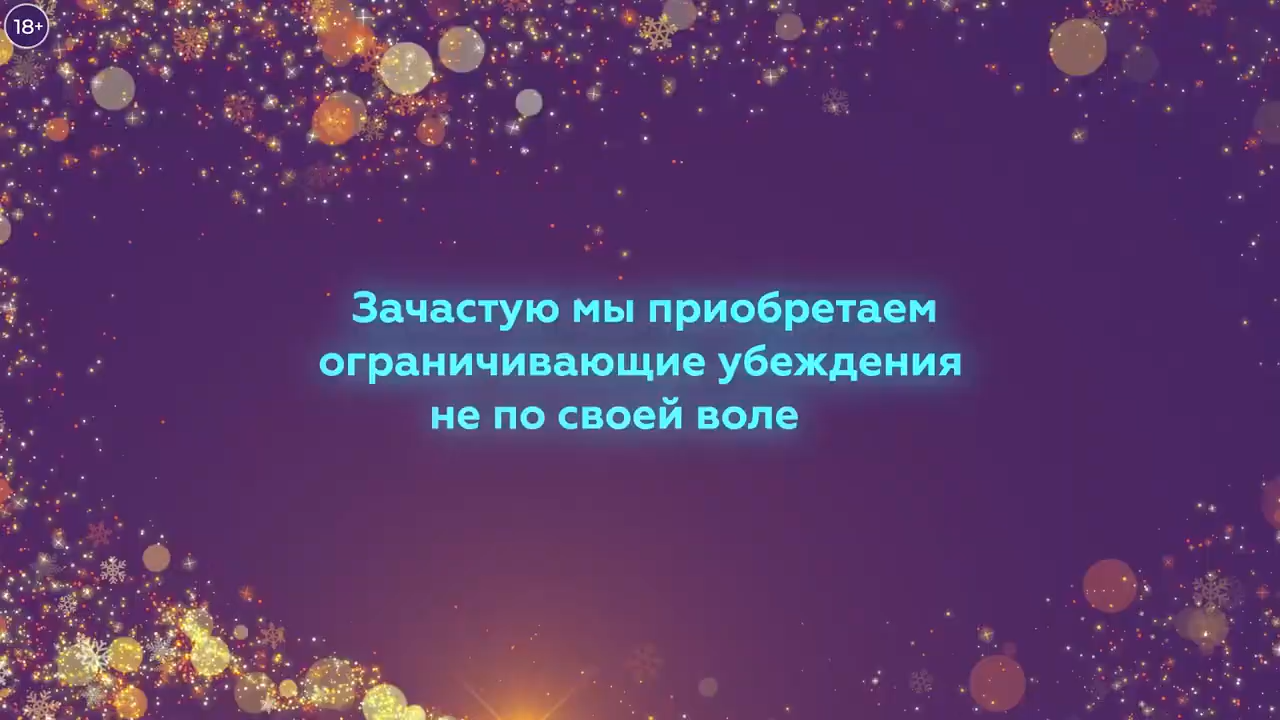 18+
Зачастую мы приобретаем
ограничивающие убеждения
не по своей воле